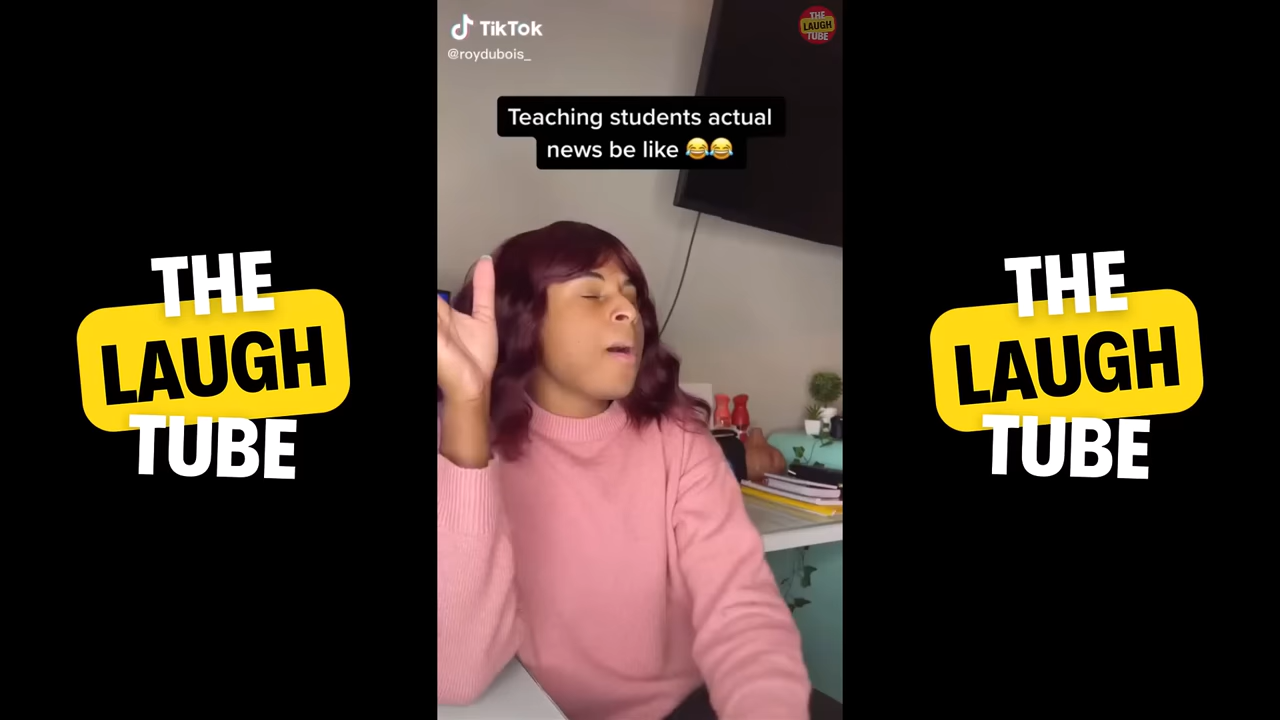 TikTok
@roydubois_
THE
LAUGH
TUBE
Teaching students actual
news be like 😂😂
THE
LAUGH
TUBE
THE
LAUGH
TUBE